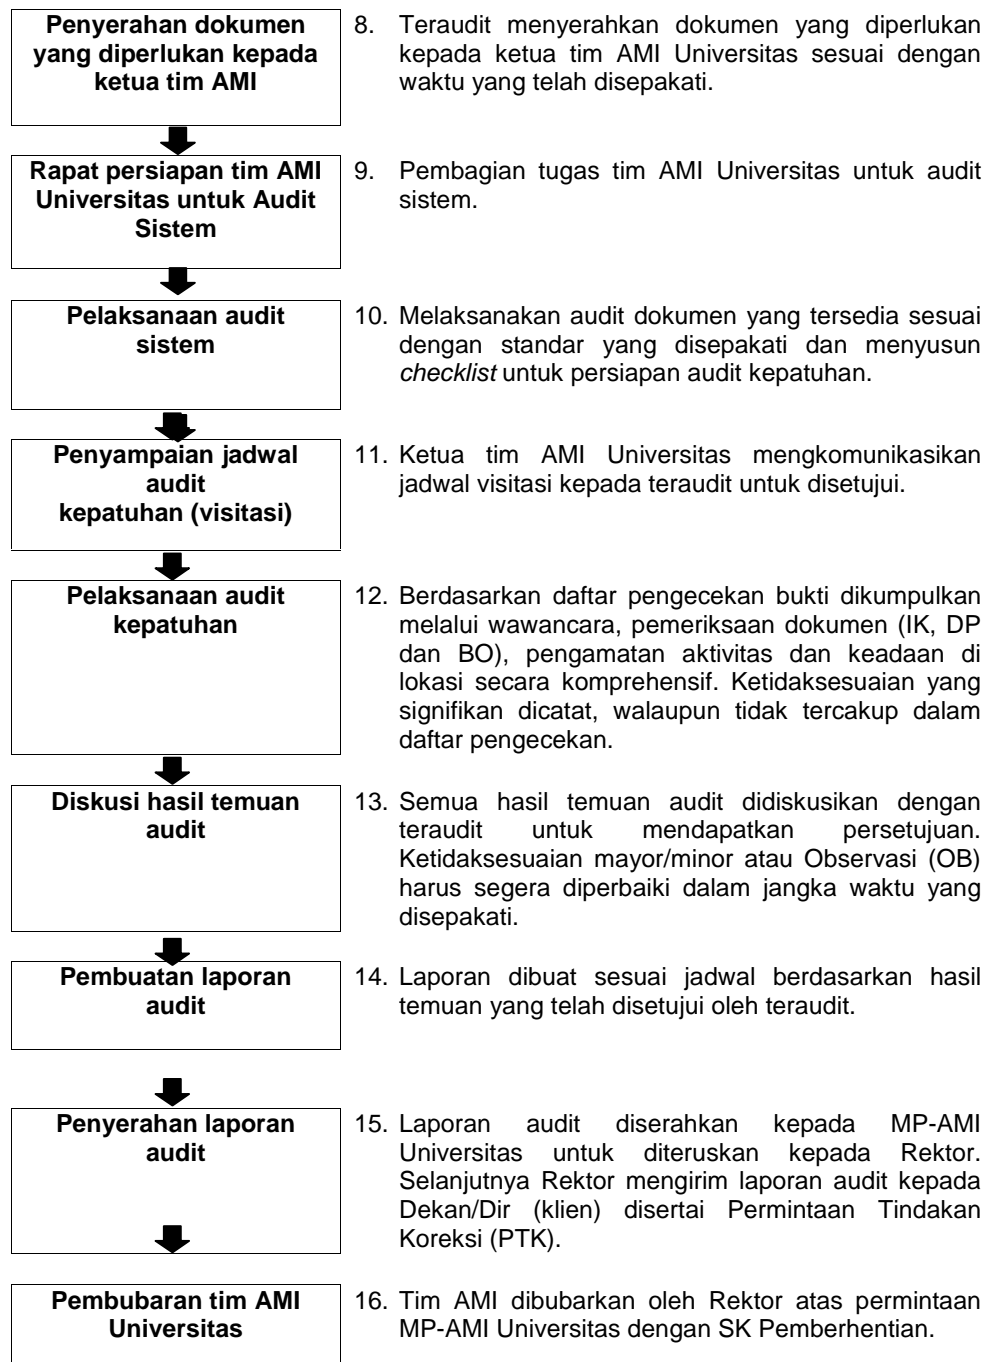 Penyerahan dokumen
yang diperlukan kepada
ketua tim AMI
8. Teraudit menyerahkan dokumen yang diperlukan
kepada ketua tim AMI Universitas sesuai dengan
waktu yang telah disepakati.
Rapat persiapan tim AMI
Universitas untuk Audit
Sistem
9. Pembagian tugas tim AMI Universitas untuk audit
sistem.
Pelaksanaan audit
sistem
10. Melaksanakan audit dokumen yang tersedia sesuai
dengan standar yang disepakati dan menyusun
checklist untuk persiapan audit kepatuhan.
Penyampaian jadwal
audit
kepatuhan (visitasi)
11. Ketua tim AMI Universitas mengkomunikasikan
jadwal visitasi kepada teraudit untuk disetujui.
Pelaksanaan audit
kepatuhan
12. Berdasarkan daftar pengecekan bukti dikumpulkan
melalui wawancara, pemeriksaan dokumen (IK, DP
dan BO), pengamatan aktivitas dan keadaan di
lokasi secara komprehensif. Ketidaksesuaian yang
signifikan dicatat, walaupun tidak tercakup dalam
daftar pengecekan.
Diskusi hasil temuan
audit
13. Semua hasil temuan audit didiskusikan dengan
teraudit untuk mendapatkan persetujuan.
Ketidaksesuaian mayor/minor atau Observasi (OB)
harus segera diperbaiki dalam jangka waktu yang
disepakati.
Pembuatan laporan
audit
14. Laporan dibuat sesuai jadwal berdasarkan hasil
temuan yang telah disetujui oleh teraudit.
Penyerahan laporan
audit
15. Laporan audit diserahkan kepada MP-AMI
Universitas untuk diteruskan kepada Rektor.
Selanjutnya Rektor mengirim laporan audit kepada
Dekan/Dir (klien) disertai Permintaan Tindakan
Koreksi (PTK).
Pembubaran tim AMI
Universitas
16. Tim AMI dibubarkan oleh Rektor atas permintaan
MP-AMI Universitas dengan SK Pemberhentian.